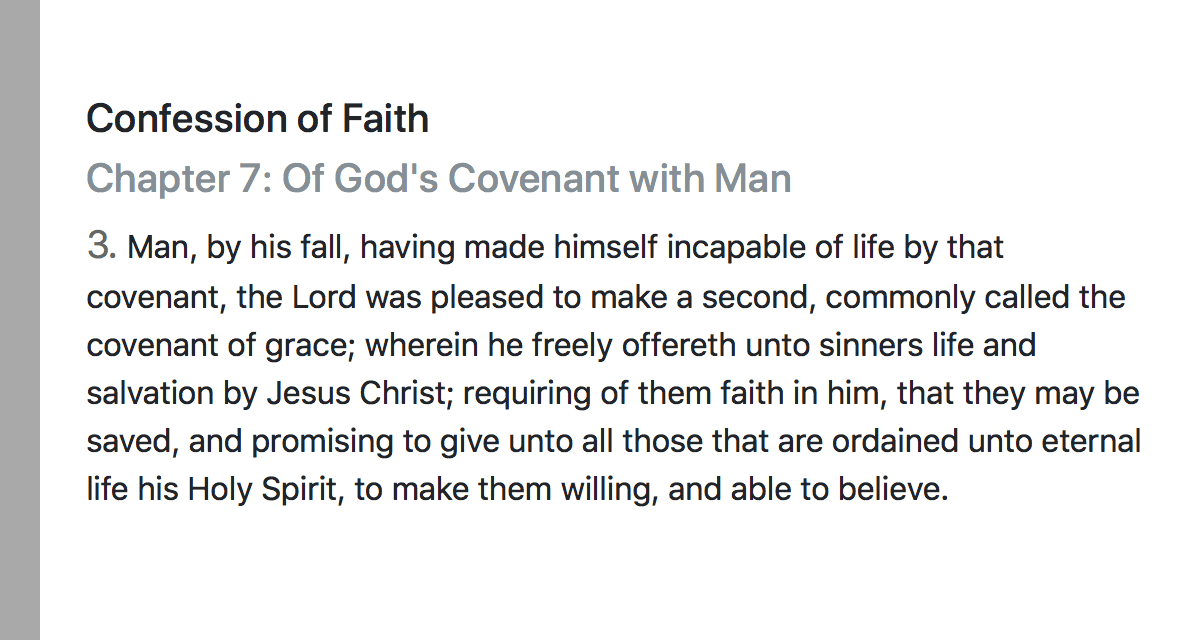 Confession of Faith
Chapter 7: Of God's Covenant with Man
3. Man, by his fall, having made himself incapable of life by that
covenant, the Lord was pleased to make a second, commonly called the
covenant of grace; wherein he freely offereth unto sinners life and
salvation by Jesus Christ; requiring of them faith in him, that they may be
saved, and promising to give unto all those that are ordained unto eternal
life his Holy Spirit, to make them willing, and able to believe.